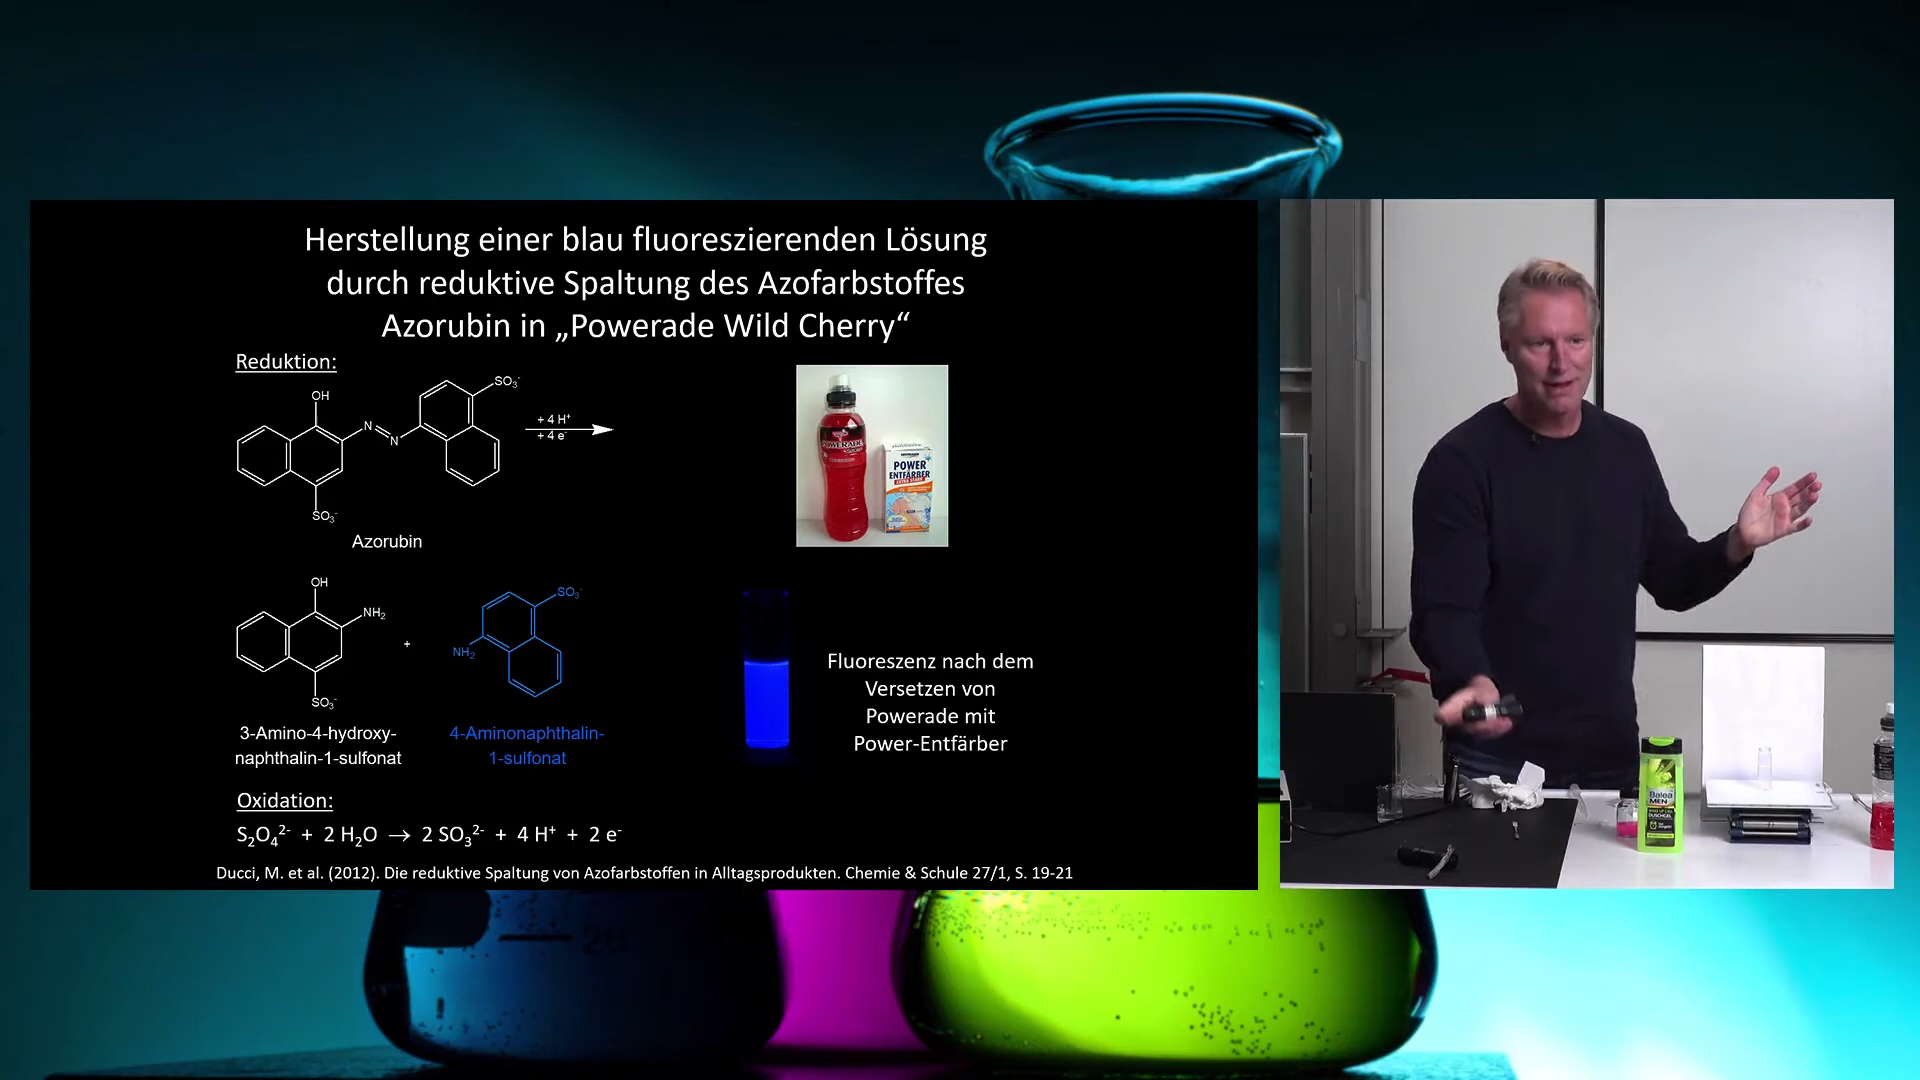 Herstellung einer blau fluoreszierenden Lösung
durch reduktive Spaltung des Azofarbstoffes
Azorubin in „Powerade Wild Cherry“
Reduktion:
OH
N
N
SO₃⁻
SO₃⁻
+ 4 H⁺
+ 4 e⁻
Azorubin
POWERADE
POWER
ENTFÄRBER
EXTRA STARK
OH
NH₂
SO₃⁻
+
SO₃⁻
NH₂
3-Amino-4-hydroxy-
naphthalin-1-sulfonat
4-Aminonaphthalin-
1-sulfonat
Fluoreszenz nach dem
Versetzen von
Powerade mit
Power-Entfärber
Oxidation:
S₂O₄²⁻ + 2 H₂O → 2 SO₃²⁻ + 4 H⁺ + 2 e⁻
Ducci, M. et al. (2012). Die reduktive Spaltung von Azofarbstoffen in Alltagsprodukten. Chemie & Schule 27/1, S. 19-21
Balea
MEN
DUSCHGEL